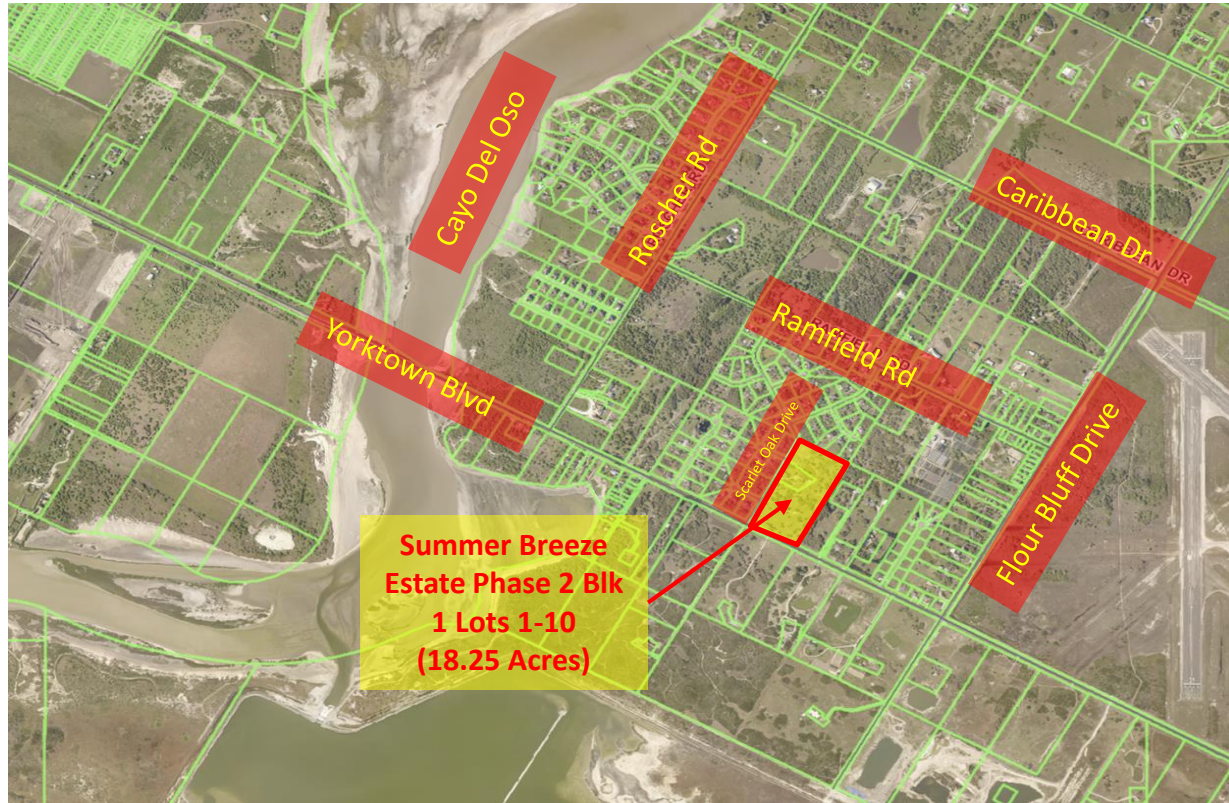 Cayo Del Oso
Roscher Rd
Caribbean Dr
Yorktown Blvd
Ramfield Rd
Scarlet Oak Drive
Flour Bluff Drive
Summer Breeze
Estate Phase 2 Blk
1 Lots 1-10
(18.25 Acres)